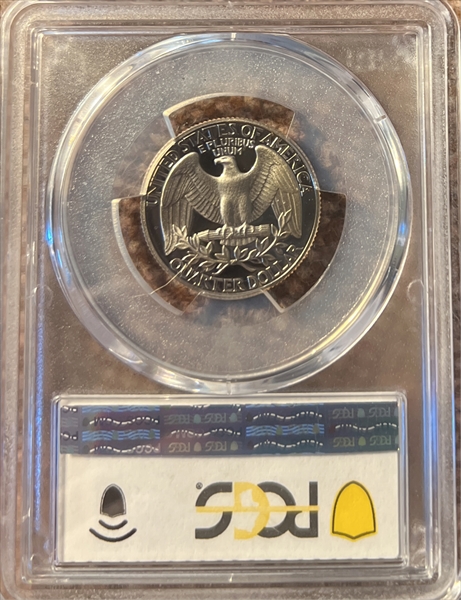 UNITED STATES OF AMERICA
E PLURIBUS
UNUM
QUARTER DOLLAR
PCGS